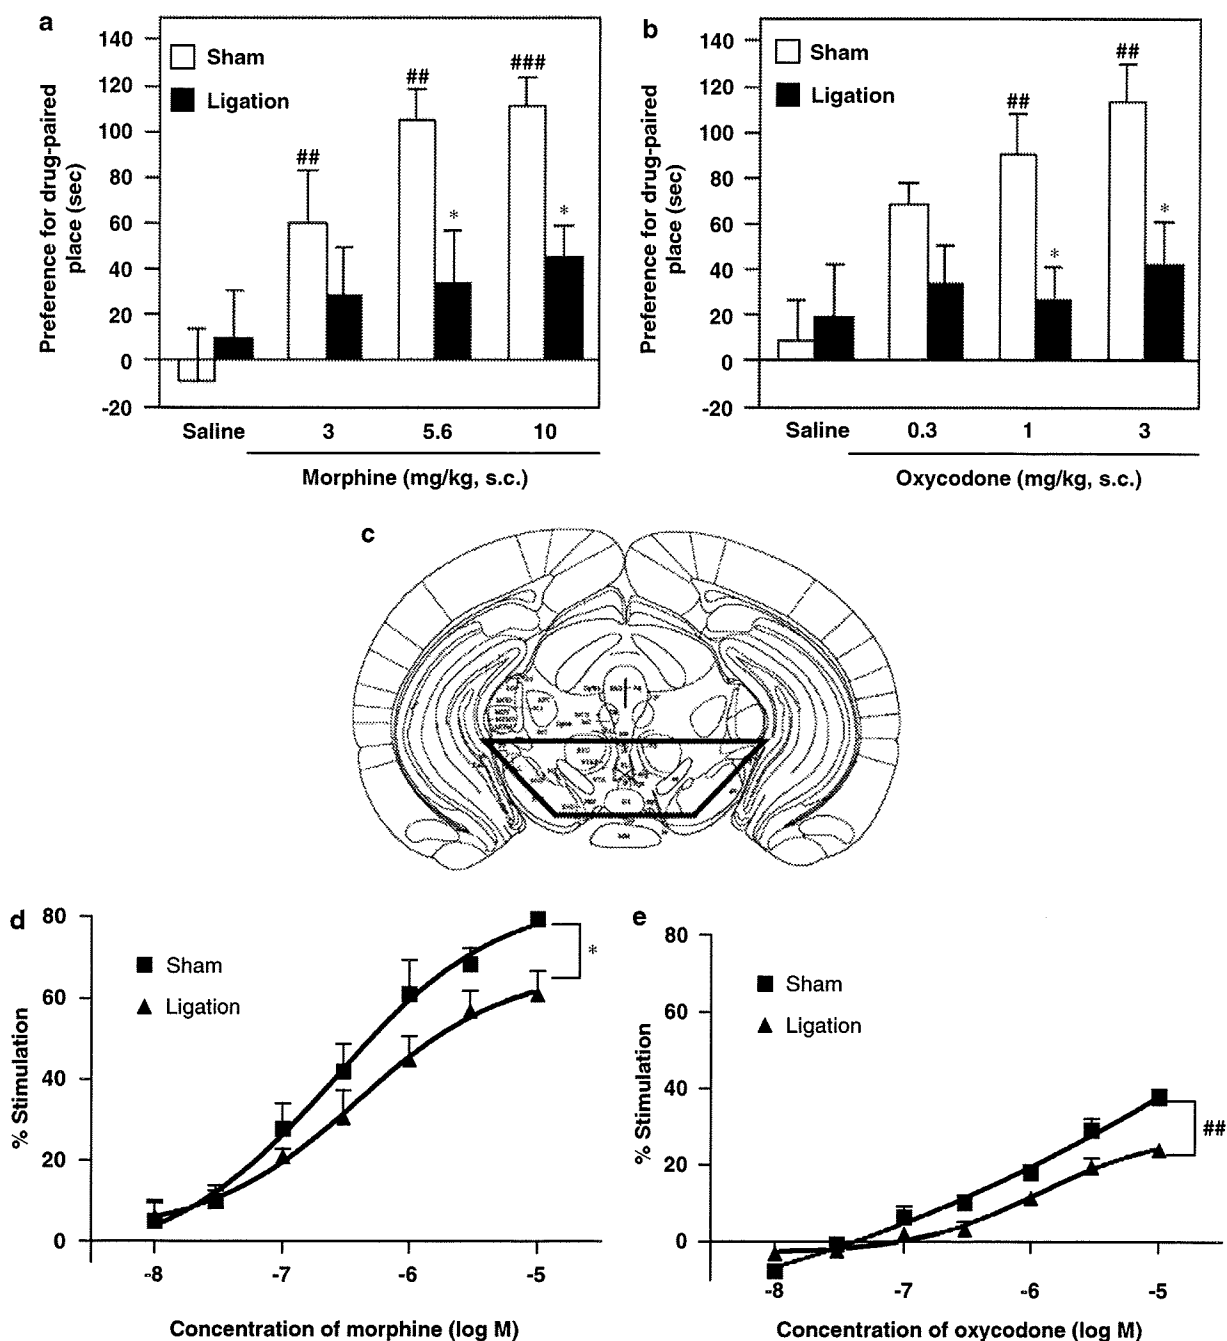 a
Preference for drug-paired
place (sec)
140
120
100
80
60
40
20
0
-20
Sham
Ligation
##
##
###
*
*
Saline
3
5.6
10
Morphine (mg/kg, s.c.)
b
Preference for drug-paired
place (sec)
140
120
100
80
60
40
20
0
-20
Sham
Ligation
##
##
*
*
Saline
0.3
1
3
Oxycodone (mg/kg, s.c.)
c
d
% Stimulation
80
60
40
20
0
Sham
Ligation
*
-8
-7
-6
-5
Concentration of morphine (log M)
e
% Stimulation
80
60
40
20
0
Sham
Ligation
##
-8
-7
-6
-5
Concentration of oxycodone (log M)